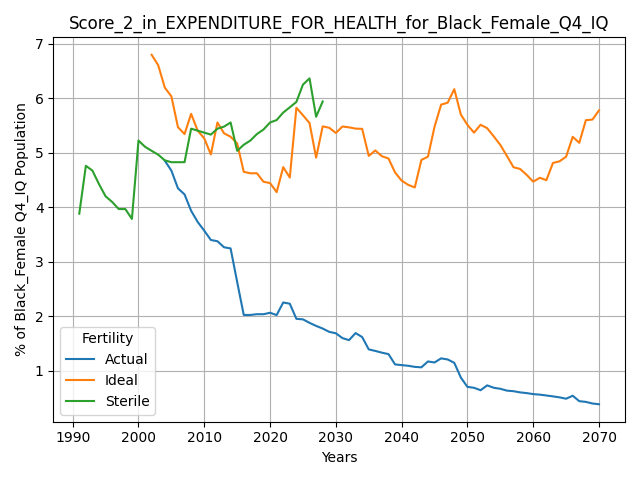 Score_2_in_EXPENDITURE_FOR_HEALTH_for_Black_Female_Q4_IQ
% of Black_Female Q4_IQ Population
7
6
5
4
3
2
1
Fertility
Actual
Ideal
Sterile
1990 2000 2010 2020 2030 2040 2050 2060 2070
Years